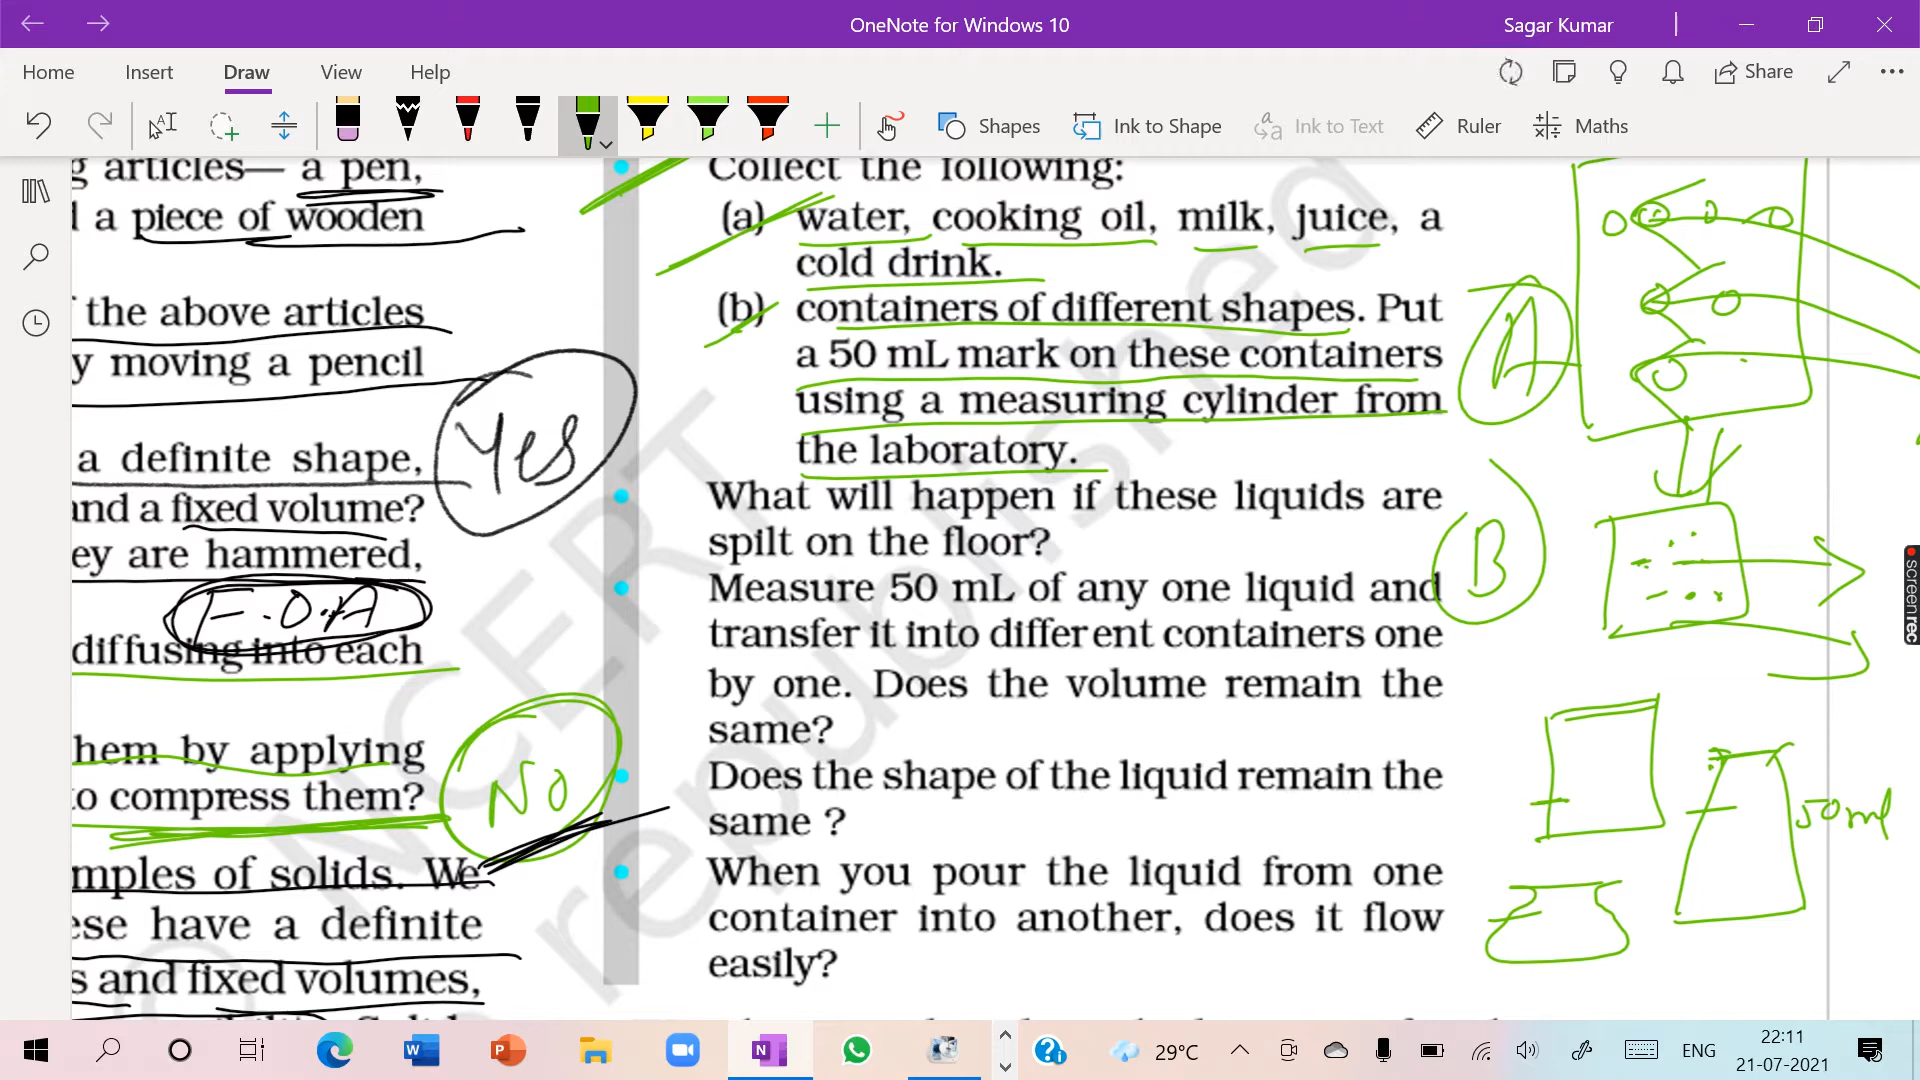 OneNote for Windows 10
Sagar Kumar
Home Insert Draw View Help
Share
Shapes Ink to Shape Ink to Text Ruler Maths
g articles— a pen,
d a piece of wooden
f the above articles
y moving a pencil
Yes
a definite shape,
and a fixed volume?
ey are hammered,
F.O.A
diffusing into each
hem by applying
to compress them?
No
mples of solids. We
ese have a definite
s and fixed volumes,
Collect the following:
(a) water, cooking oil, milk, juice, a
cold drink.
(b) containers of different shapes. Put
a 50 mL mark on these containers
using a measuring cylinder from
the laboratory.
What will happen if these liquids are
spilt on the floor?
Measure 50 mL of any one liquid and
transfer it into different containers one
by one. Does the volume remain the
same?
Does the shape of the liquid remain the
same ?
When you pour the liquid from one
container into another, does it flow
easily?
A
B
50 ml
NCERT
republished
screenrec
29°C
ENG
22:11
21-07-2021